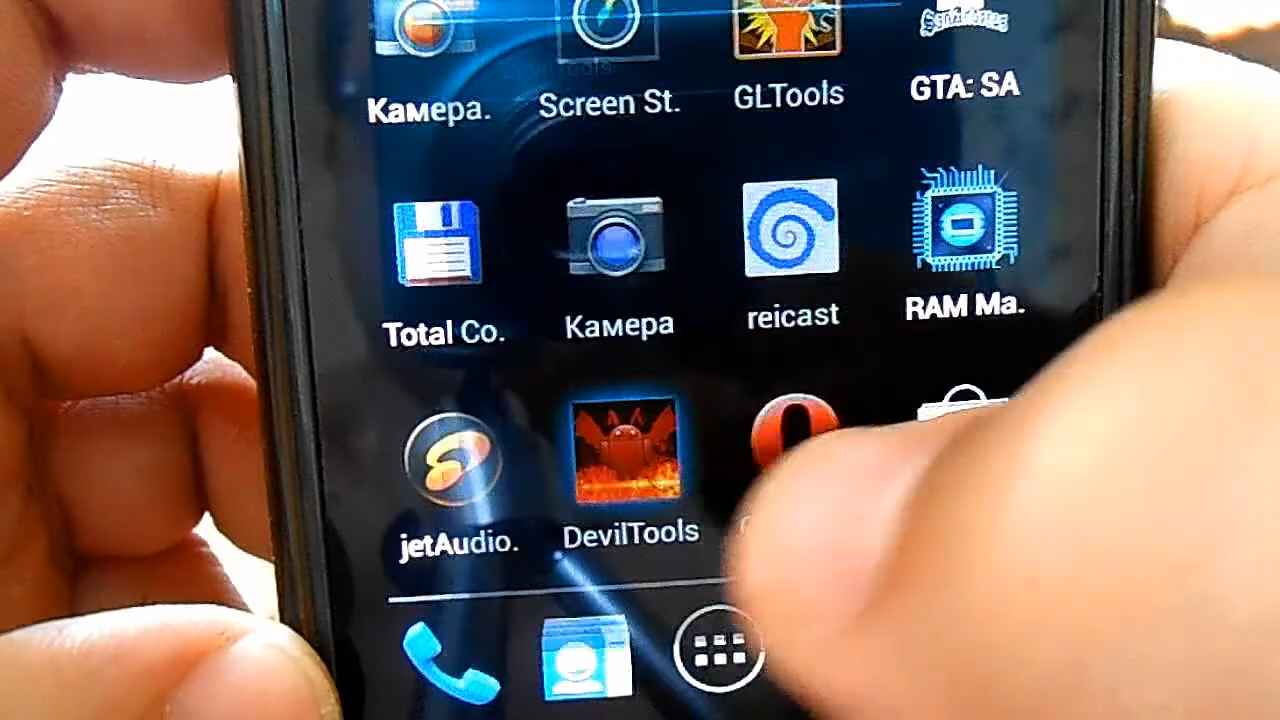 Камера.
Screen St.
GLTools
GTA: SA
Total Co.
Камера
reicast
RAM Ma.
jetAudio.
DevilTools